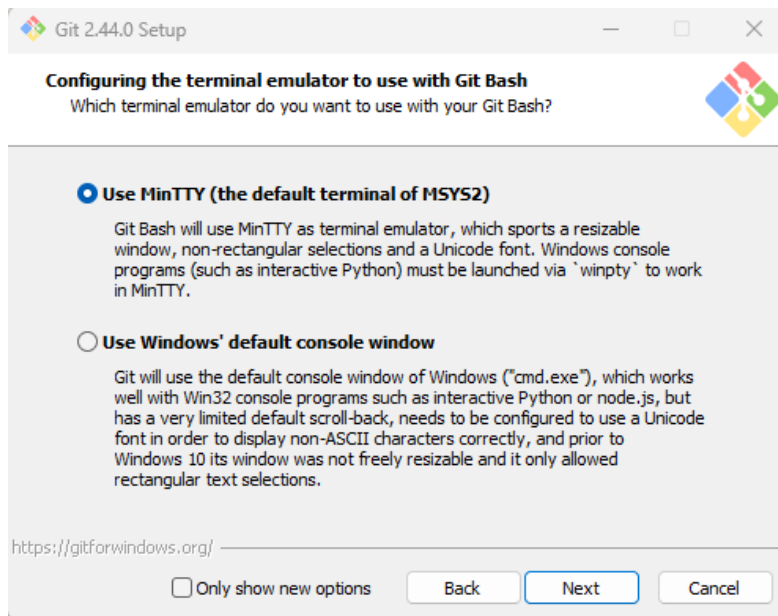 Git 2.44.0 Setup
Configuring the terminal emulator to use with Git Bash
Which terminal emulator do you want to use with your Git Bash?
Use MinTTY (the default terminal of MSYS2)
Git Bash will use MinTTY as terminal emulator, which sports a resizable
window, non-rectangular selections and a Unicode font. Windows console
programs (such as interactive Python) must be launched via `winpty` to work
in MinTTY.
Use Windows' default console window
Git will use the default console window of Windows ("cmd.exe"), which works
well with Win32 console programs such as interactive Python or node.js, but
has a very limited default scroll-back, needs to be configured to use a Unicode
font in order to display non-ASCII characters correctly, and prior to
Windows 10 its window was not freely resizable and it only allowed
rectangular text selections.
https://gitforwindows.org/
Only show new options Back Next Cancel